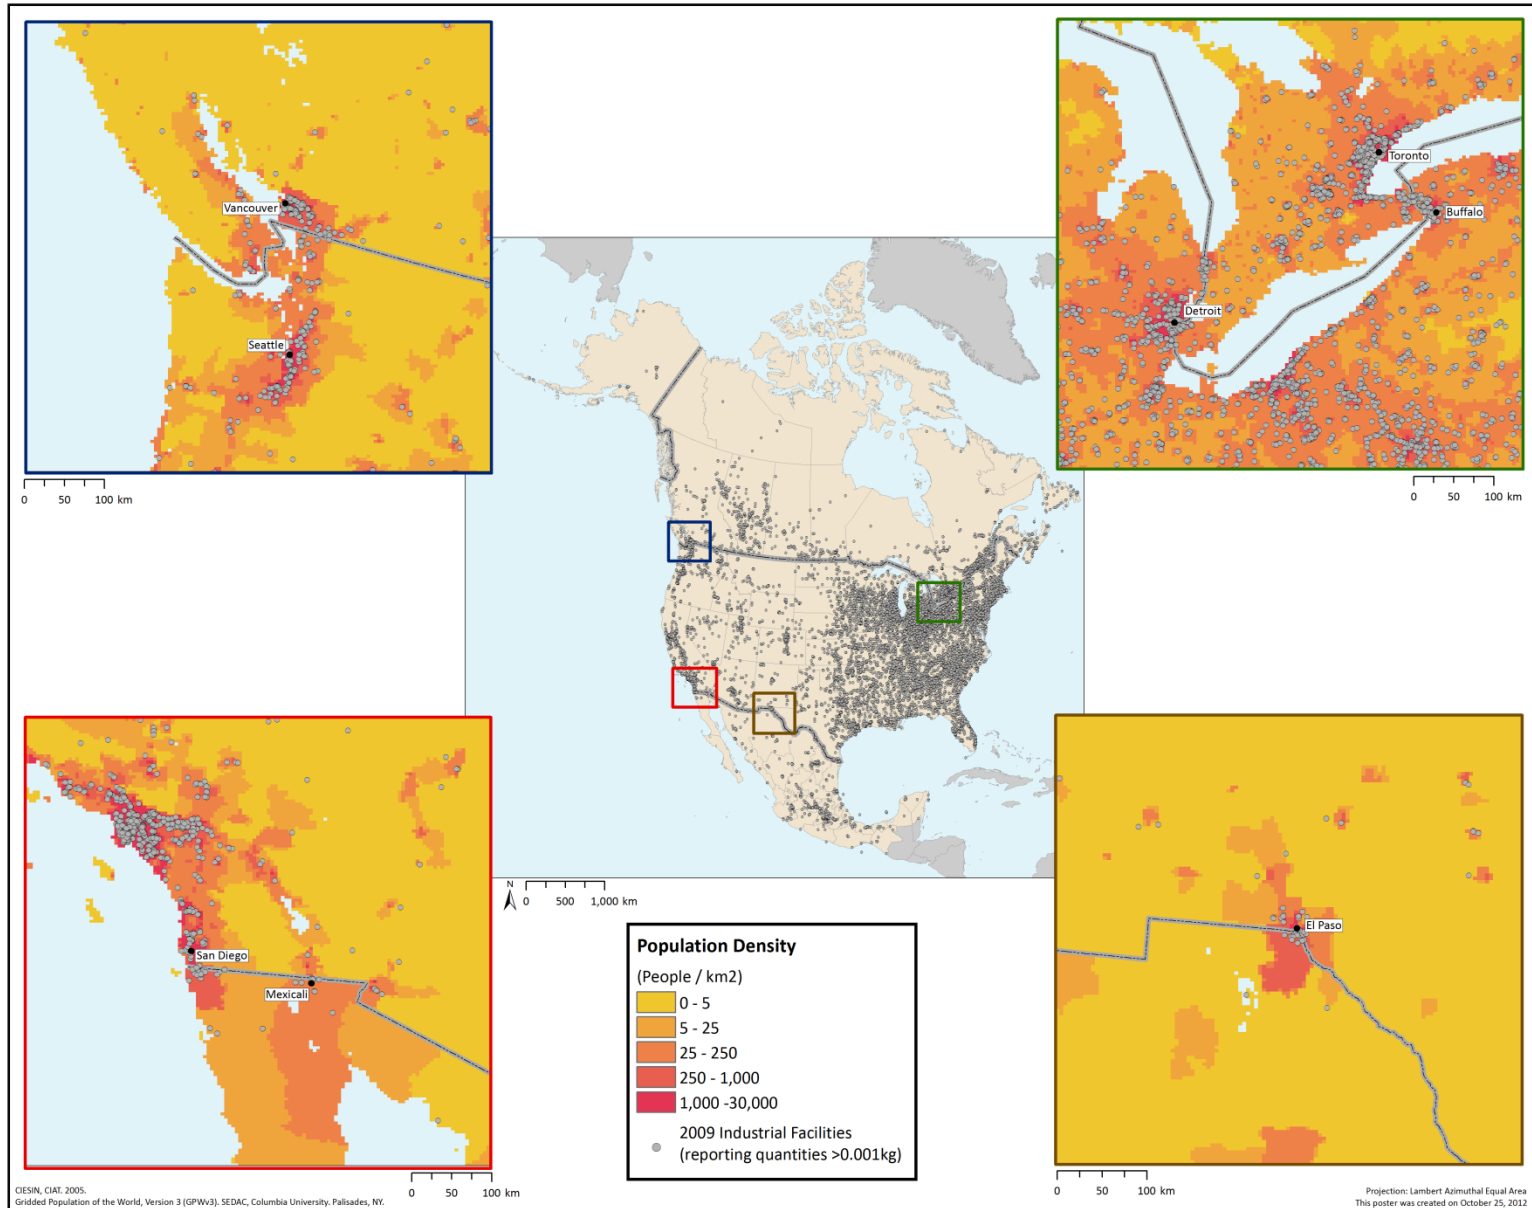 Vancouver
Seattle
0 50 100 km
Toronto
Buffalo
Detroit
0 50 100 km
N
0 500 1,000 km
San Diego
Mexicali
0 50 100 km
El Paso
0 50 100 km
Population Density
(People / km2)
0 - 5
5 - 25
25 - 250
250 - 1,000
1,000 -30,000
2009 Industrial Facilities
(reporting quantities >0.001kg)
CIESIN, CIAT. 2005.
Gridded Population of the World, Version 3 (GPWv3). SEDAC, Columbia University. Palisades, NY.
Projection: Lambert Azimuthal Equal Area
This poster was created on October 25, 2012